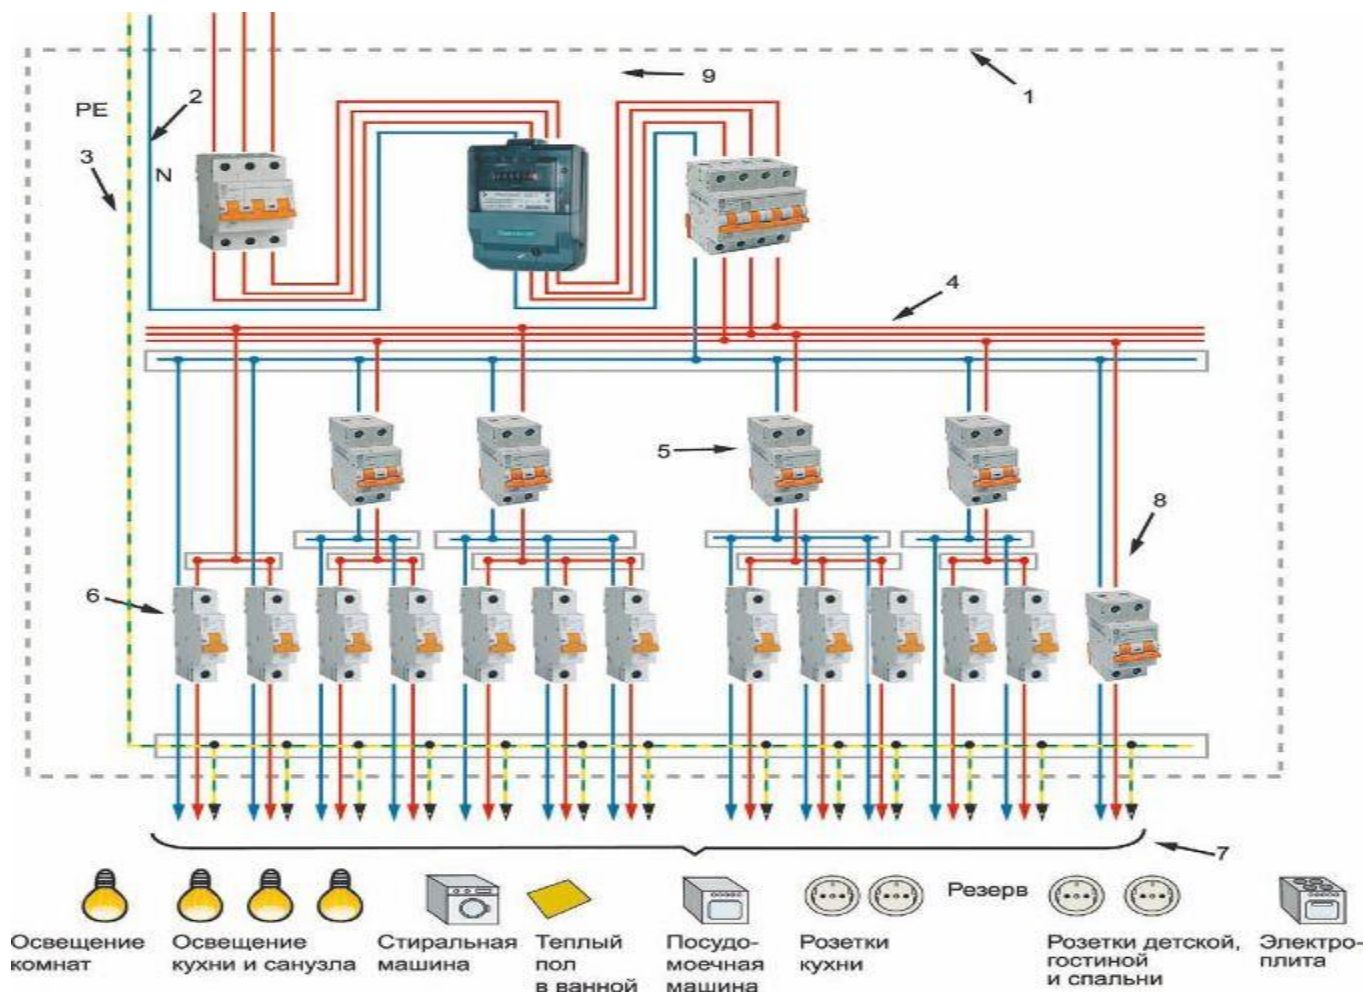 9
1
2
PE
3
N
4
5
8
6
7
Освещение
комнат
Освещение
кухни и санузла
Стиральная
машина
Теплый
пол
в ванной
Посудо-
моечная
машина
Розетки
кухни
Резерв
Розетки детской,
гостиной
и спальни
Электро-
плита